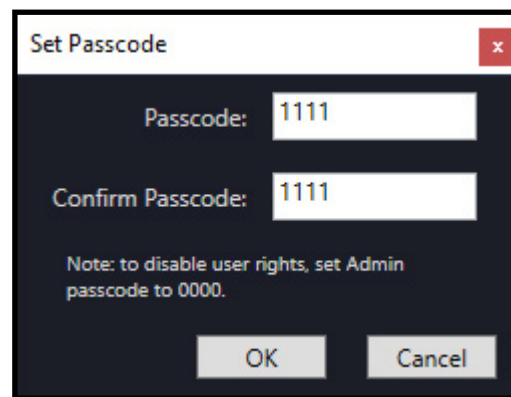 Set Passcode
x
Passcode: 1111
Confirm Passcode: 1111
Note: to disable user rights, set Admin
passcode to 0000.
OK Cancel